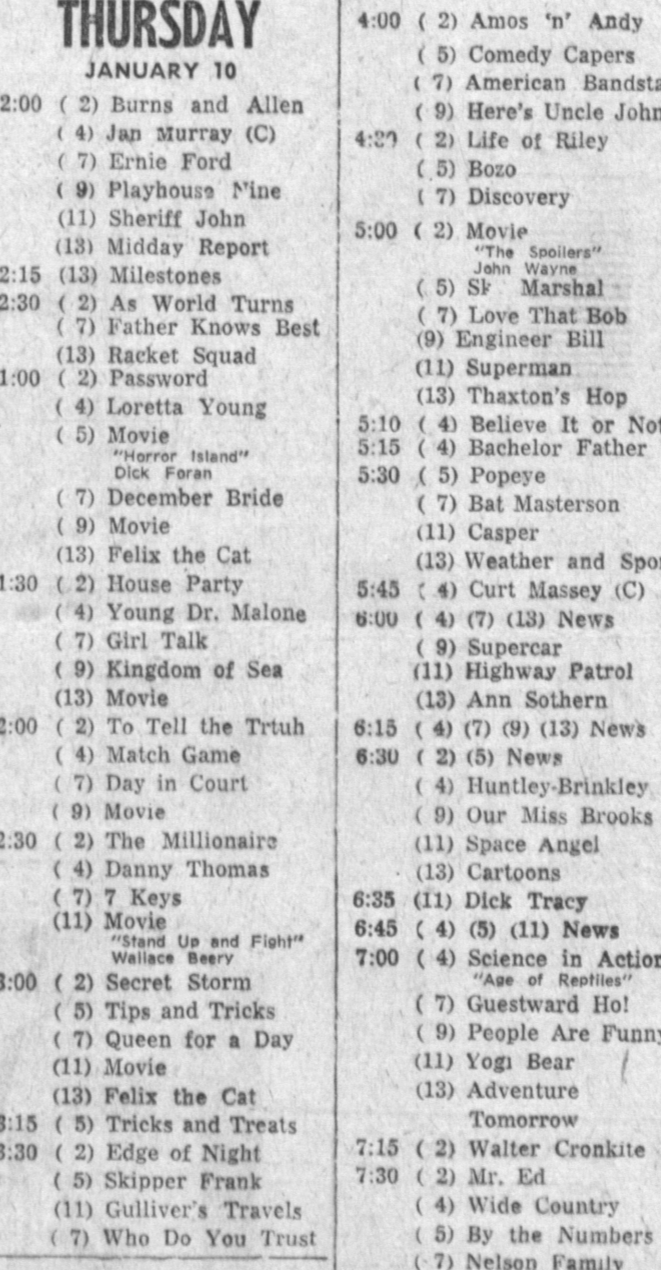 THURSDAY
JANUARY 10
2:00 ( 2) Burns and Allen
( 4) Jan Murray (C)
( 7) Ernie Ford
( 9) Playhouse Nine
(11) Sheriff John
(13) Midday Report
2:15 (13) Milestones
2:30 ( 2) As World Turns
( 7) Father Knows Best
(13) Racket Squad
1:00 ( 2) Password
( 4) Loretta Young
( 5) Movie
"Horror Island"
Dick Foran
( 7) December Bride
( 9) Movie
(13) Felix the Cat
1:30 ( 2) House Party
( 4) Young Dr. Malone
( 7) Girl Talk
( 9) Kingdom of Sea
(13) Movie
2:00 ( 2) To Tell the Trtuh
( 4) Match Game
( 7) Day in Court
( 9) Movie
2:30 ( 2) The Millionaire
( 4) Danny Thomas
( 7) 7 Keys
(11) Movie
"Stand Up and Fight"
Wallace Beery
3:00 ( 2) Secret Storm
( 5) Tips and Tricks
( 7) Queen for a Day
(11) Movie
(13) Felix the Cat
3:15 ( 5) Tricks and Treats
3:30 ( 2) Edge of Night
( 5) Skipper Frank
(11) Gulliver's Travels
( 7) Who Do You Trust
4:00 ( 2) Amos 'n' Andy
( 5) Comedy Capers
( 7) American Bandsta
( 9) Here's Uncle John
4:30 ( 2) Life of Riley
( 5) Bozo
( 7) Discovery
5:00 ( 2) Movie
"The Spoilers"
John Wayne
( 5) Marshal
( 7) Love That Bob
(9) Engineer Bill
(11) Superman
(13) Thaxton's Hop
5:10 ( 4) Believe It or Not
5:15 ( 4) Bachelor Father
5:30 ( 5) Popeye
( 7) Bat Masterson
(11) Casper
(13) Weather and Spor
5:45 ( 4) Curt Massey (C)
6:00 ( 4) (7) (13) News
( 9) Supercar
(11) Highway Patrol
(13) Ann Sothern
6:15 ( 4) (7) (9) (13) News
6:30 ( 2) (5) News
( 4) Huntley-Brinkley
( 9) Our Miss Brooks
(11) Space Angel
(13) Cartoons
6:35 (11) Dick Tracy
6:45 ( 4) (5) (11) News
7:00 ( 4) Science in Action
"Age of Reptiles"
( 7) Guestward Ho!
( 9) People Are Funny
(11) Yogi Bear
(13) Adventure
Tomorrow
7:15 ( 2) Walter Cronkite
7:30 ( 2) Mr. Ed
( 4) Wide Country
( 5) By the Numbers
( 7) Nelson Family